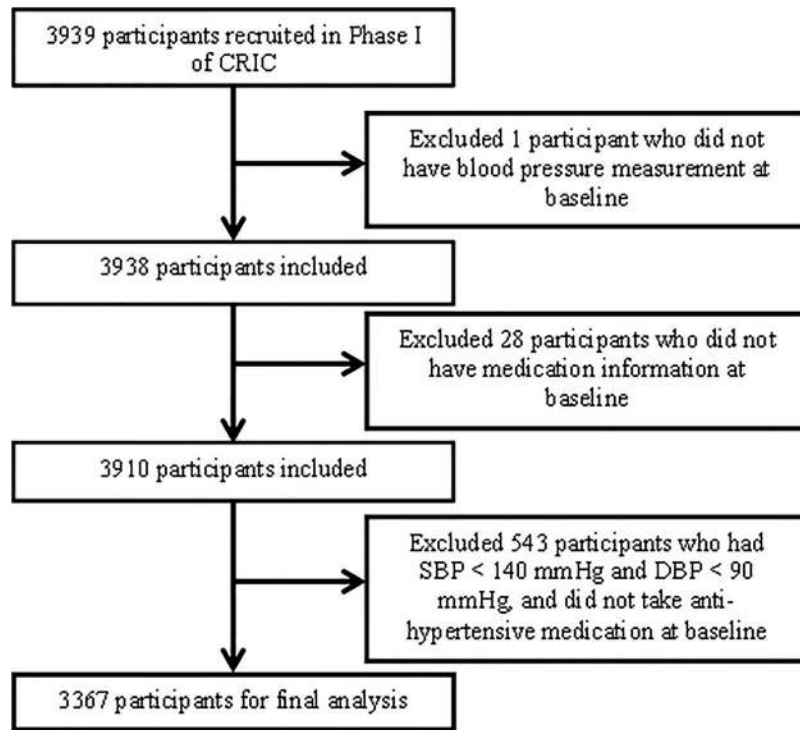 3939 participants recruited in Phase I
of CRIC
Excluded 1 participant who did not
have blood pressure measurement at
baseline
3938 participants included
Excluded 28 participants who did not
have medication information at
baseline
3910 participants included
Excluded 543 participants who had
SBP < 140 mmHg and DBP < 90
mmHg, and did not take anti-
hypertensive medication at baseline
3367 participants for final analysis